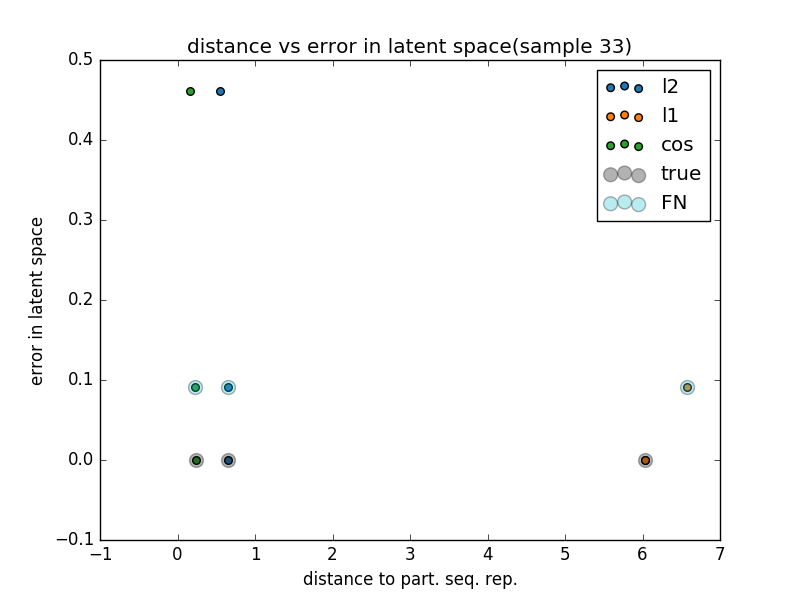 distance vs error in latent space(sample 33)
0.5
0.4
0.3
0.2
0.1
0.0
−0.1
error in latent space
l2
l1
cos
true
FN
−1 0 1 2 3 4 5 6 7
distance to part. seq. rep.